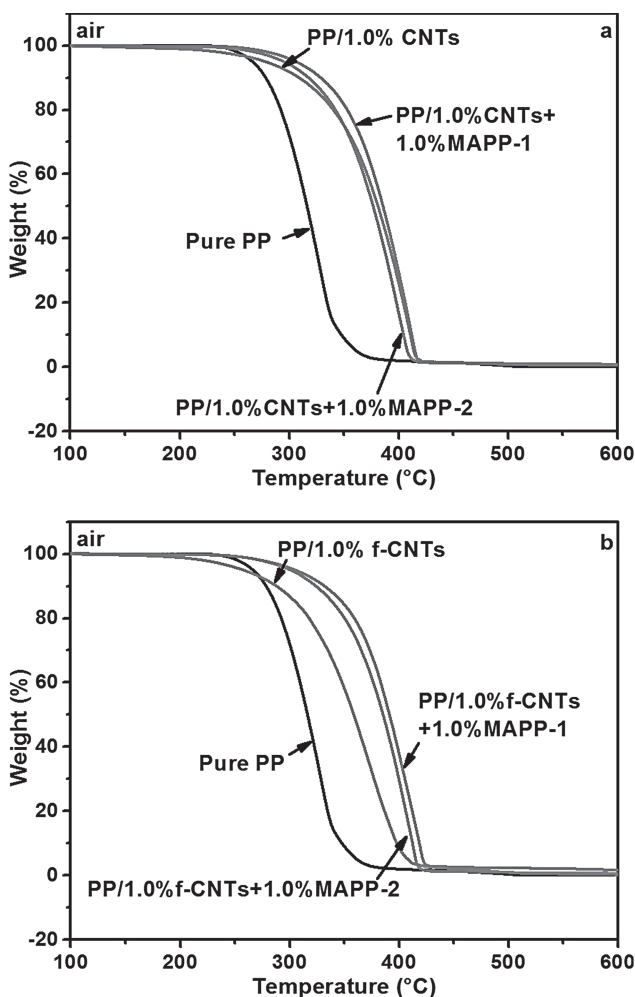 air
a
100
PP/1.0% CNTs
80
PP/1.0%CNTs+
1.0%MAPP-1
60
Weight (%)
40
Pure PP
20
0
PP/1.0%CNTs+1.0%MAPP-2
-20
100
200
300
400
500
600
Temperature (°C)
air
b
100
PP/1.0% f-CNTs
80
60
PP/1.0%f-CNTs
+1.0%MAPP-1
Weight (%)
40
Pure PP
20
0
PP/1.0%f-CNTs+1.0%MAPP-2
-20
100
200
300
400
500
600
Temperature (°C)